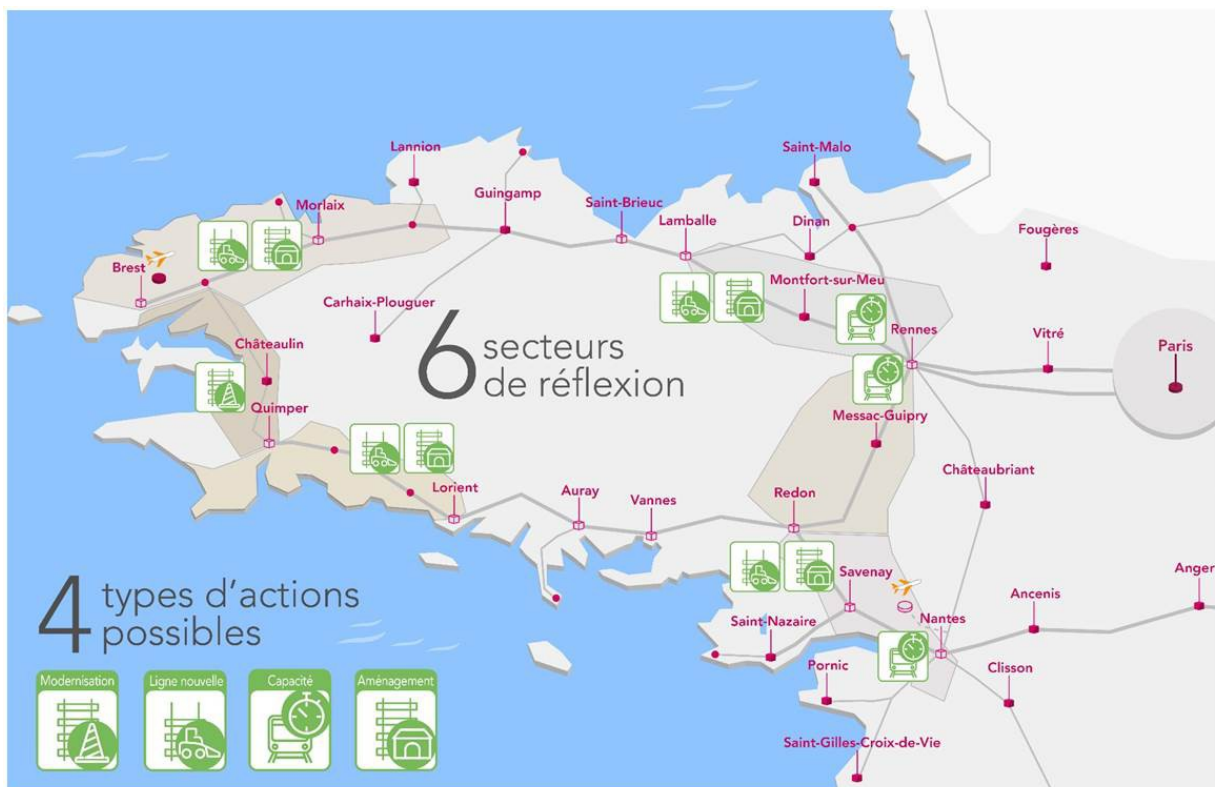 Lannion
Saint-Malo
Guingamp
Morlaix
Saint-Brieuc
Lamballe
Dinan
Fougères
Brest
Montfort-sur-Meu
Carhaix-Plouguer
Rennes
Vitré
Paris
Châteaulin
6 secteurs
de réflexion
Quimper
Messac-Guipry
Lorient
Auray
Vannes
Redon
Châteaubriant
4 types d'actions
possibles
Savenay
Ancenis
Anger
Saint-Nazaire
Nantes
Pornic
Clisson
Modernisation
Ligne nouvelle
Capacité
Aménagement
Saint-Gilles-Croix-de-Vie